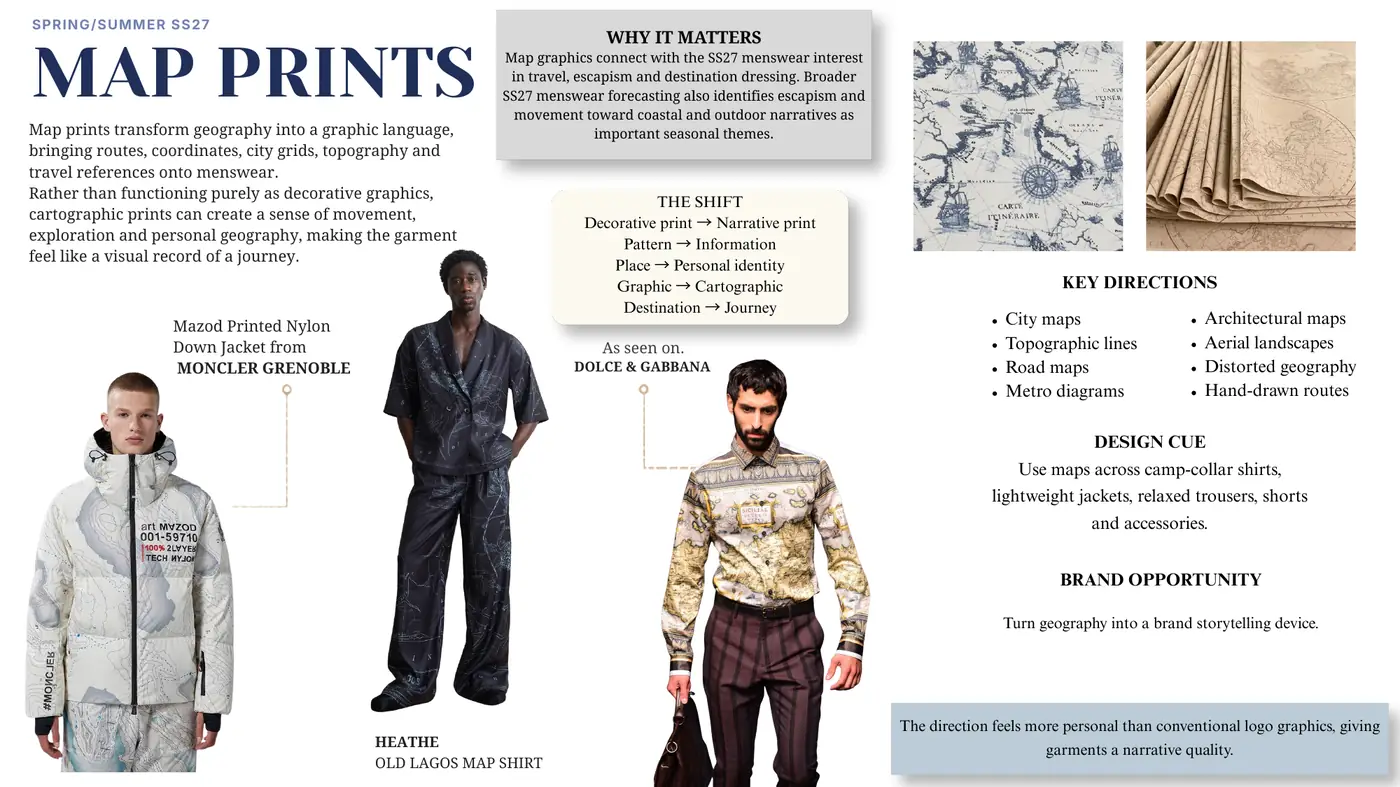 SPRING/SUMMER SS27
MAP PRINTS
Map prints transform geography into a graphic language,
bringing routes, coordinates, city grids, topography and
travel references onto menswear.
Rather than functioning purely as decorative graphics,
cartographic prints can create a sense of movement,
exploration and personal geography, making the garment
feel like a visual record of a journey.
WHY IT MATTERS
Map graphics connect with the SS27 menswear interest
in travel, escapism and destination dressing. Broader
SS27 menswear forecasting also identifies escapism and
movement toward coastal and outdoor narratives as
important seasonal themes.
THE SHIFT
Decorative print → Narrative print
Pattern → Information
Place → Personal identity
Graphic → Cartographic
Destination → Journey
Mazod Printed Nylon
Down Jacket from
MONCLER GRENOBLE
art MAZOD
001-59710
100% 2LAYER
TECH NYLON
#MONCLER
HEATHE
OLD LAGOS MAP SHIRT
As seen on.
DOLCE & GABBANA
CARTE
ITINÉRAIRE
KEY DIRECTIONS
• City maps
• Topographic lines
• Road maps
• Metro diagrams
• Architectural maps
• Aerial landscapes
• Distorted geography
• Hand-drawn routes
DESIGN CUE
Use maps across camp-collar shirts,
lightweight jackets, relaxed trousers, shorts
and accessories.
BRAND OPPORTUNITY
Turn geography into a brand storytelling device.
The direction feels more personal than conventional logo graphics, giving
garments a narrative quality.